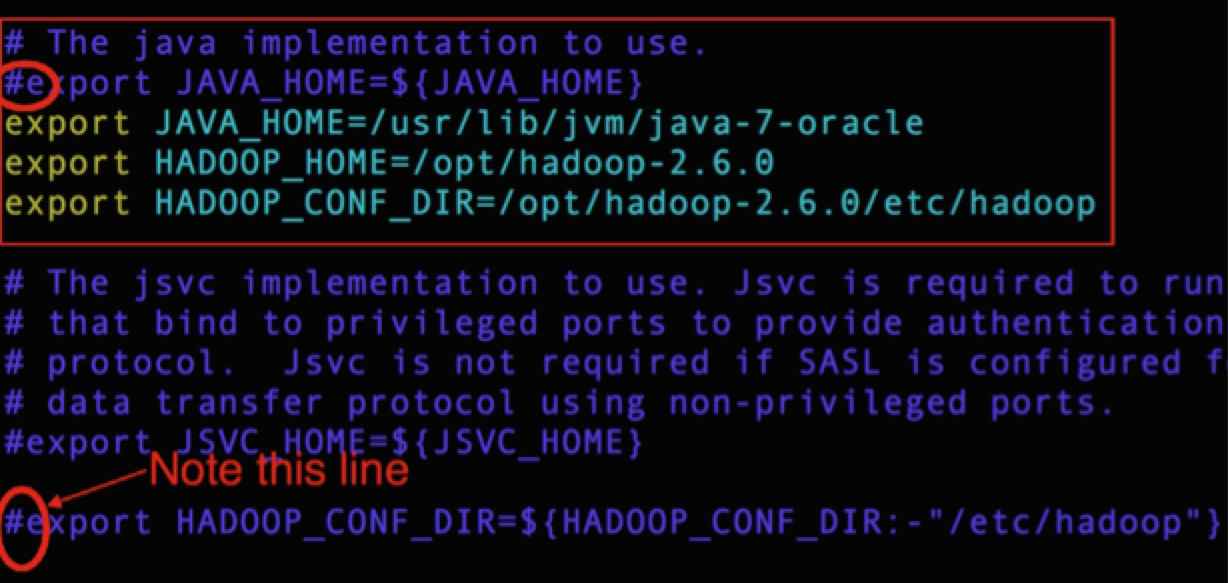 # The java implementation to use.
#export JAVA_HOME=${JAVA_HOME}
export JAVA_HOME=/usr/lib/jvm/java-7-oracle
export HADOOP_HOME=/opt/hadoop-2.6.0
export HADOOP_CONF_DIR=/opt/hadoop-2.6.0/etc/hadoop
# The jsvc implementation to use. Jsvc is required to run
# that bind to privileged ports to provide authentication
# protocol.  Jsvc is not required if SASL is configured f
# data transfer protocol using non-privileged ports.
#export JSVC_HOME=${JSVC_HOME}
Note this line
#export HADOOP_CONF_DIR=${HADOOP_CONF_DIR:-"/etc/hadoop"}